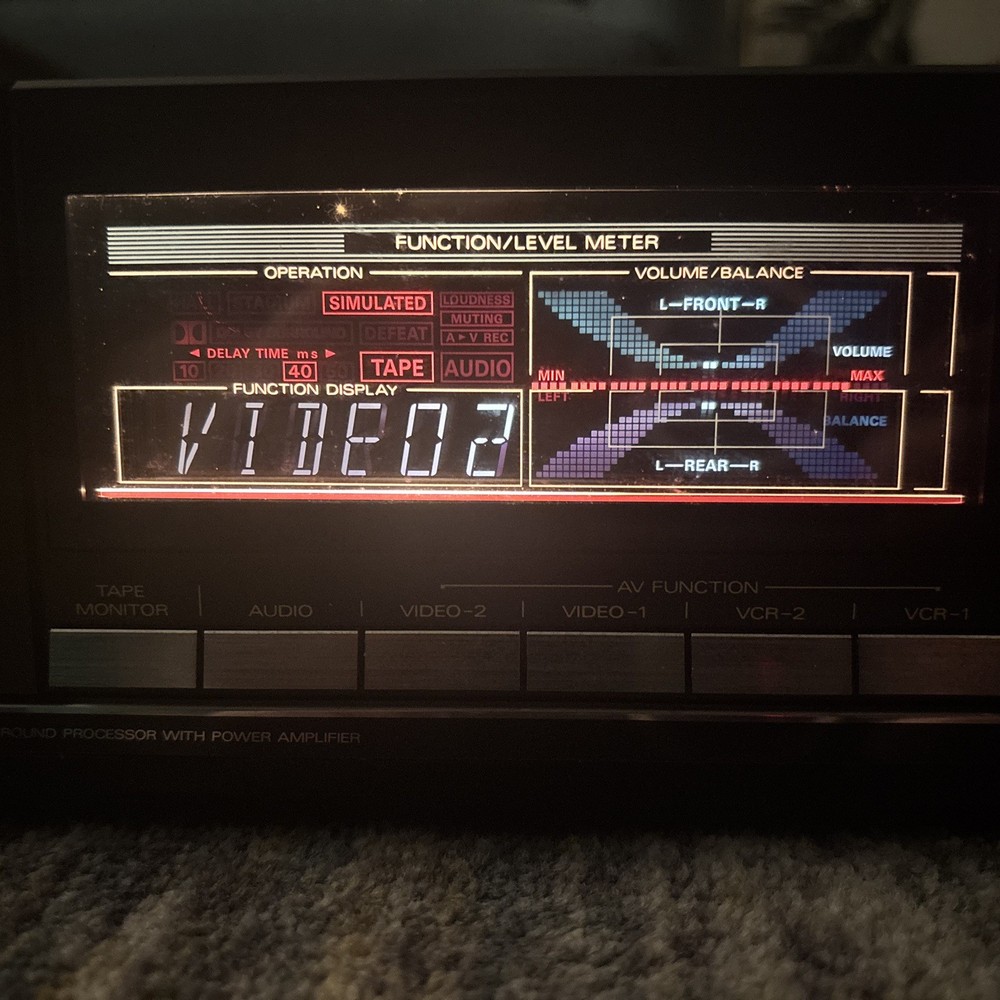 FUNCTION/LEVEL METER
OPERATION
SIMULATED
LOUDNESS
MUTING
DEFEAT
A▶V REC
◀ DELAY TIME ms ▶
10
40
TAPE
AUDIO
FUNCTION DISPLAY
VIDEO2
VOLUME/BALANCE
L—FRONT—R
VOLUME
MIN
MAX
LEFT
RIGHT
BALANCE
L—REAR—R
TAPE
MONITOR
AUDIO
AV FUNCTION
VIDEO-2
VIDEO-1
VCR-2
VCR-1
PROCESSOR WITH POWER AMPLIFIER